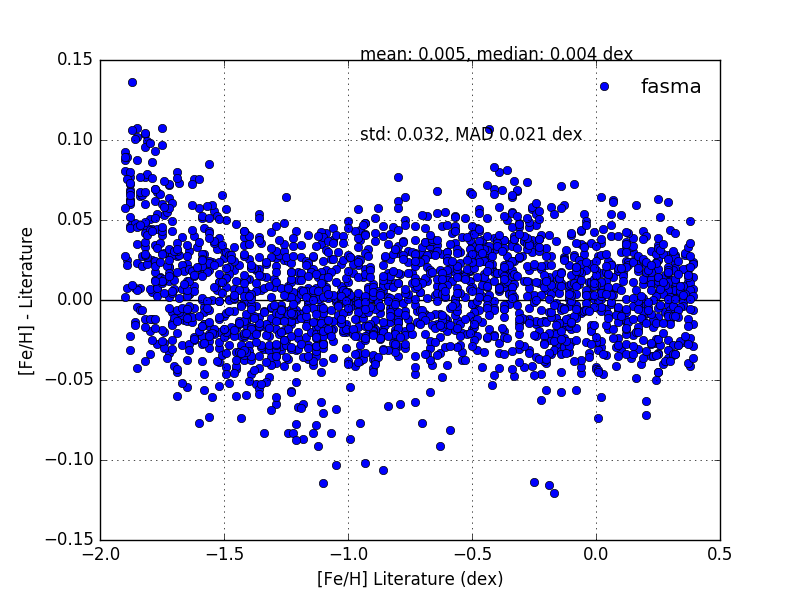 mean: 0.005, median: 0.004 dex
0.15
fasma
std: 0.032, MAD 0.021 dex
0.10
0.05
0.00
−0.05
−0.10
−0.15
[Fe/H] - Literature
−2.0 −1.5 −1.0 −0.5 0.0 0.5
[Fe/H] Literature (dex)